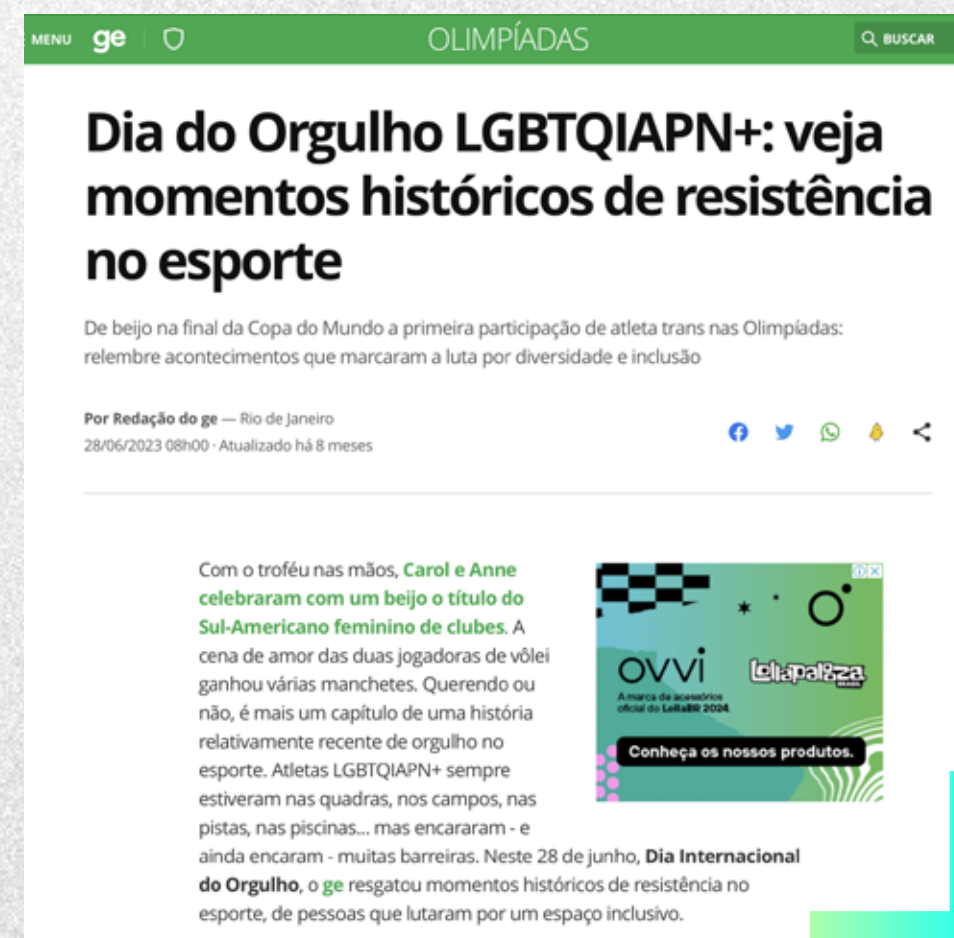 MENU ge OLIMPÍADAS BUSCAR
Dia do Orgulho LGBTQIAPN+: veja
momentos históricos de resistência
no esporte
De beijo na final da Copa do Mundo a primeira participação de atleta trans nas Olimpíadas:
relembre acontecimentos que marcaram a luta por diversidade e inclusão
Por Redação do ge — Rio de Janeiro
28/06/2023 08h00 · Atualizado há 8 meses
Com o troféu nas mãos, Carol e Anne
celebraram com um beijo o título do
Sul-Americano feminino de clubes. A
cena de amor das duas jogadoras de vôlei
ganhou várias manchetes. Querendo ou
não, é mais um capítulo de uma história
relativamente recente de orgulho no
esporte. Atletas LGBTQIAPN+ sempre
estiveram nas quadras, nos campos, nas
pistas, nas piscinas... mas encararam - e
ainda encaram - muitas barreiras. Neste 28 de junho, Dia Internacional
do Orgulho, o ge resgatou momentos históricos de resistência no
esporte, de pessoas que lutaram por um espaço inclusivo.
ovvi
A marca de acessórios
oficial do LollaBR 2024.
Lollapalooza
BRASIL
Conheça os nossos produtos.